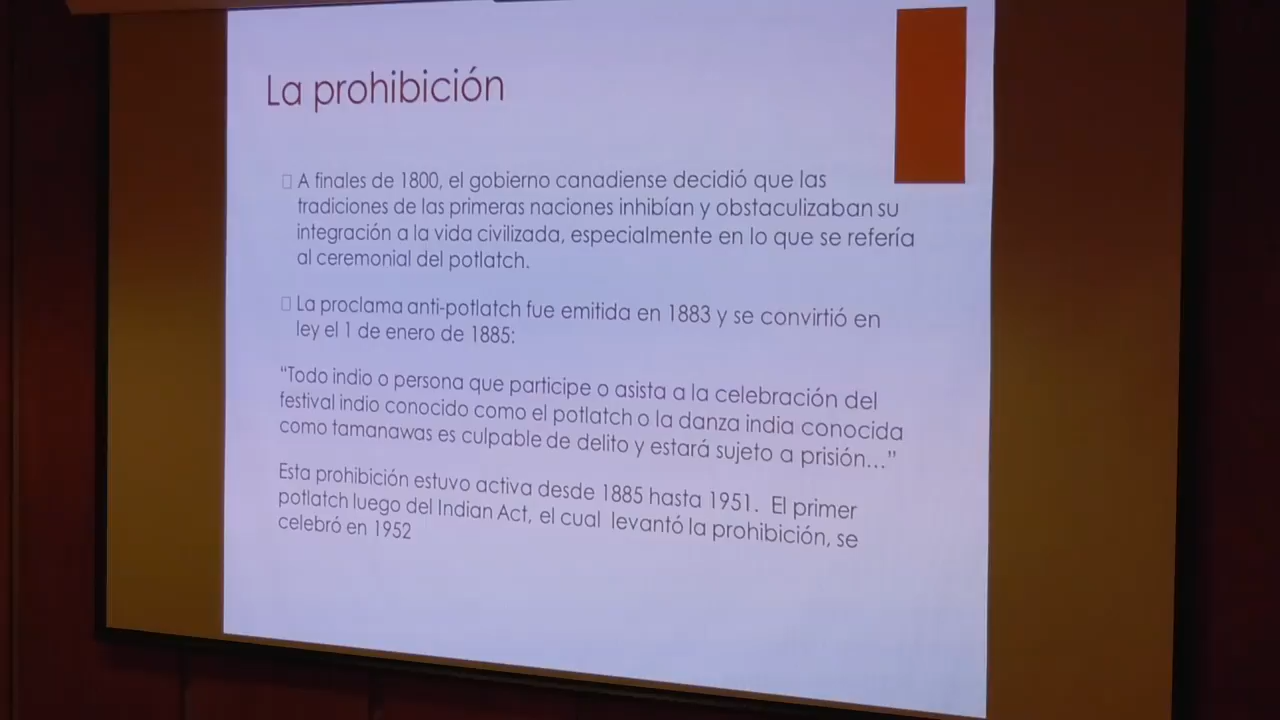 La prohibición
A finales de 1800, el gobierno canadiense decidió que las
tradiciones de las primeras naciones inhibían y obstaculizaban su
integración a la vida civilizada, especialmente en lo que se refería
al ceremonial del potlatch.
La proclama anti-potlatch fue emitida en 1883 y se convirtió en
ley el 1 de enero de 1885:
“Todo indio o persona que participe o asista a la celebración del
festival indio conocido como el potlatch o la danza india conocida
como tamanawas es culpable de delito y estará sujeto a prisión…”
Esta prohibición estuvo activa desde 1885 hasta 1951. El primer
potlatch luego del Indian Act, el cual levantó la prohibición, se
celebró en 1952